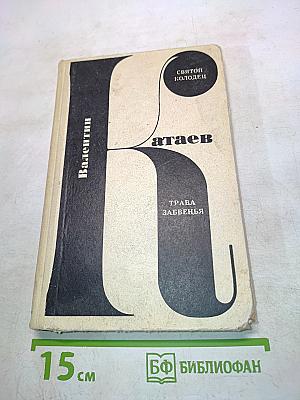 СВЯТОЙ
КОЛОДЕЦ
Валентин
Катаев
ТРАВА
ЗАБВЕНЬЯ
15 см
БФ БИБЛИОФАН